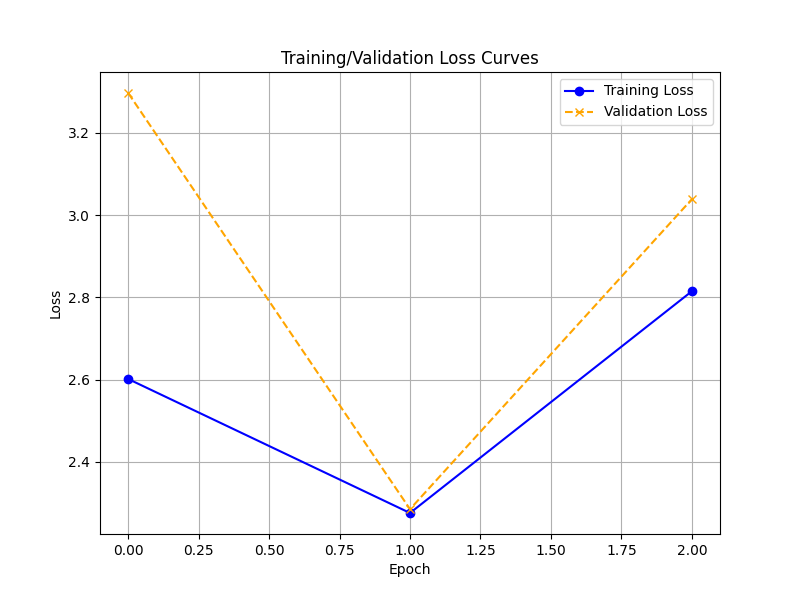 Training/Validation Loss Curves
Training Loss
Validation Loss
3.2
3.0
2.8
2.6
2.4
Loss
0.00 0.25 0.50 0.75 1.00 1.25 1.50 1.75 2.00
Epoch